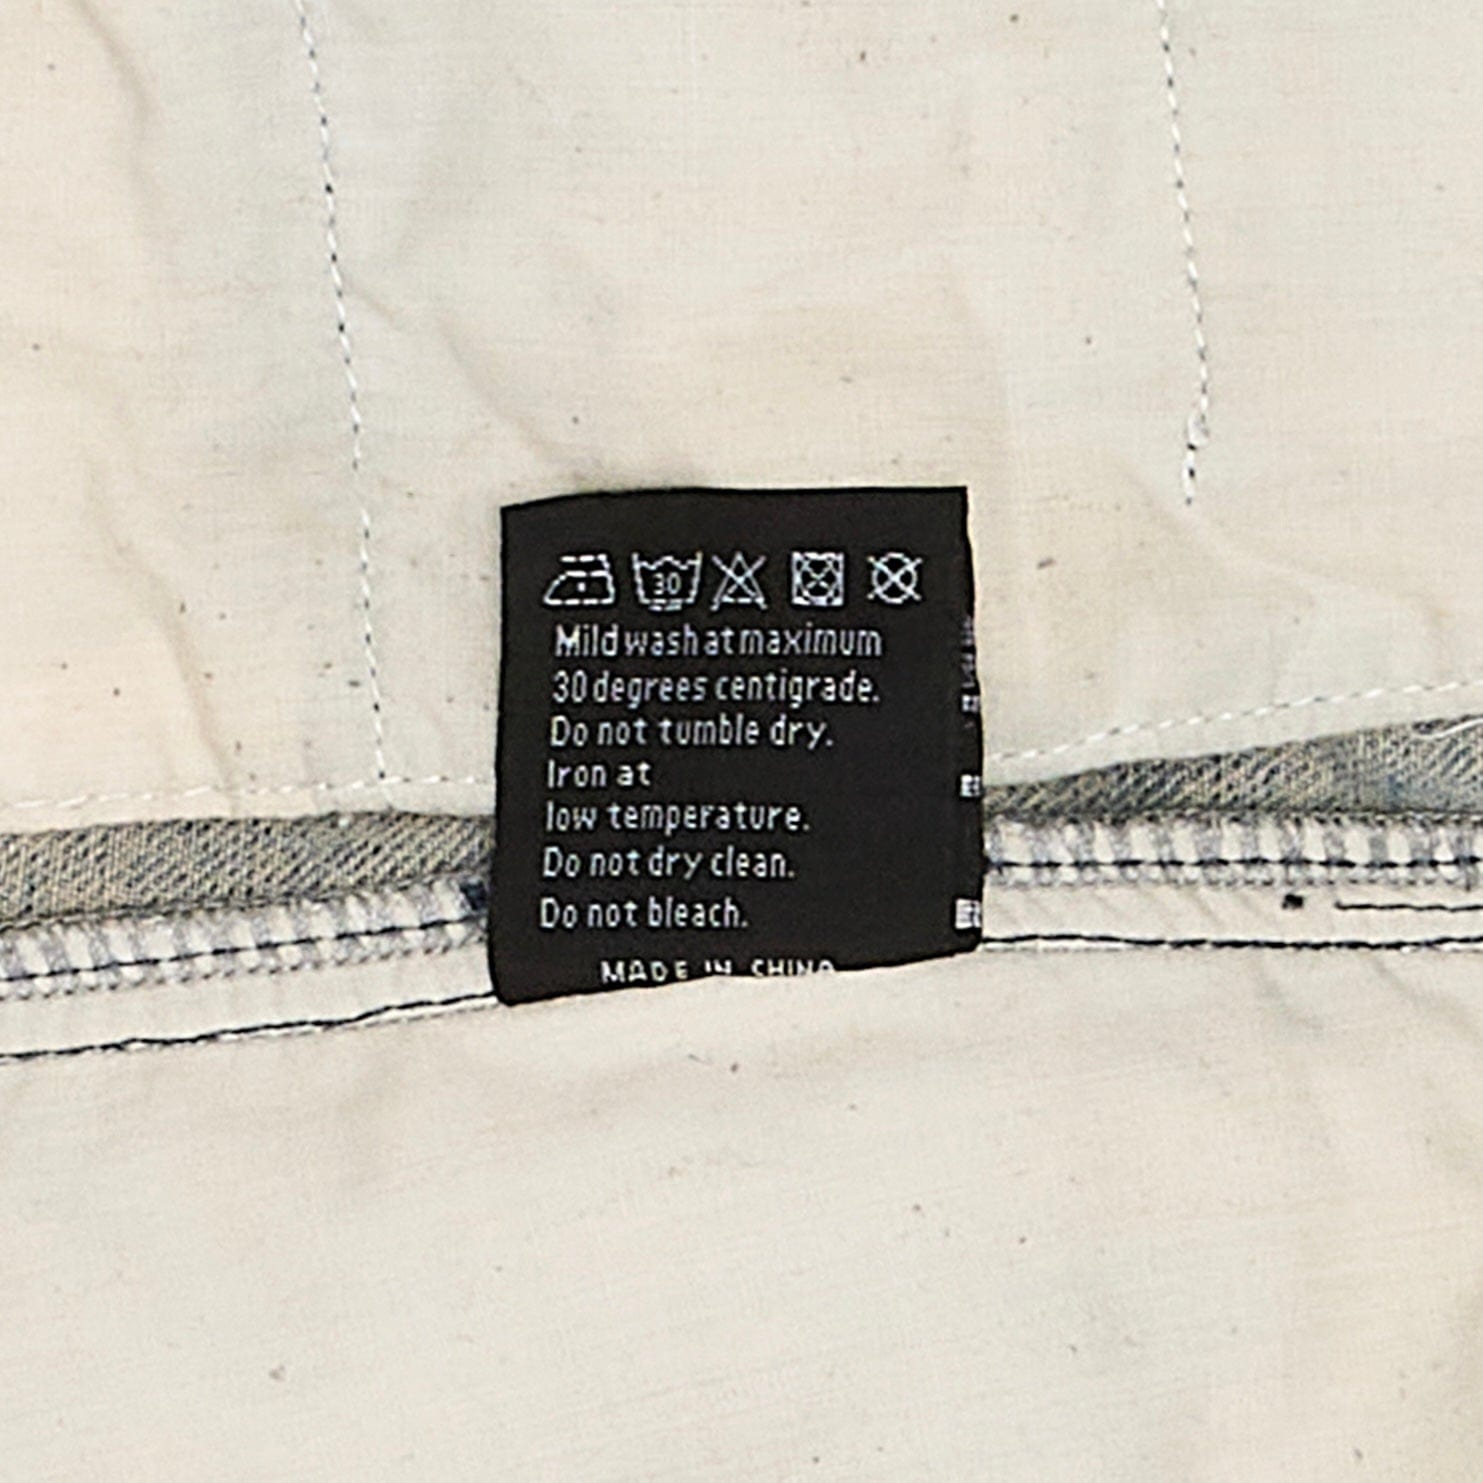 30
Mild wash at maximum
30 degrees centigrade.
Do not tumble dry.
Iron at
low temperature.
Do not dry clean.
Do not bleach.
MADE IN CHINA